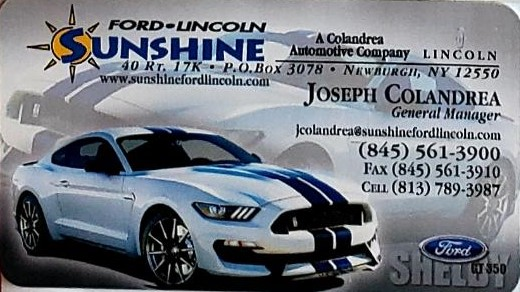 FORD • LINCOLN
SUNSHINE
A Colandrea
Automotive Company LINCOLN
40 RT. 17K • P.O.BOX 3078 • NEWBURGH, NY 12550
www.sunshinefordlincoln.com
JOSEPH COLANDREA
General Manager
jcolandrea@sunshinefordlincoln.com
(845) 561-3900
FAX (845) 561-3910
CELL (813) 789-3987
Ford
GT350
SHELBY